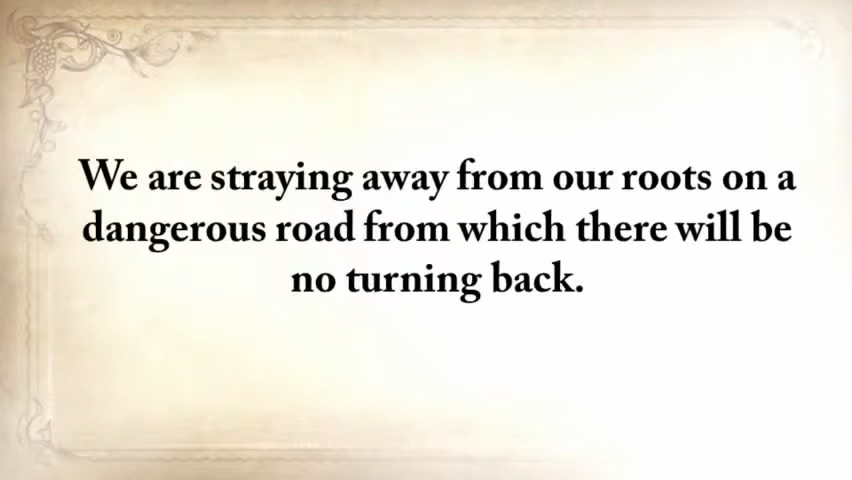 We are straying away from our roots on a
dangerous road from which there will be
no turning back.